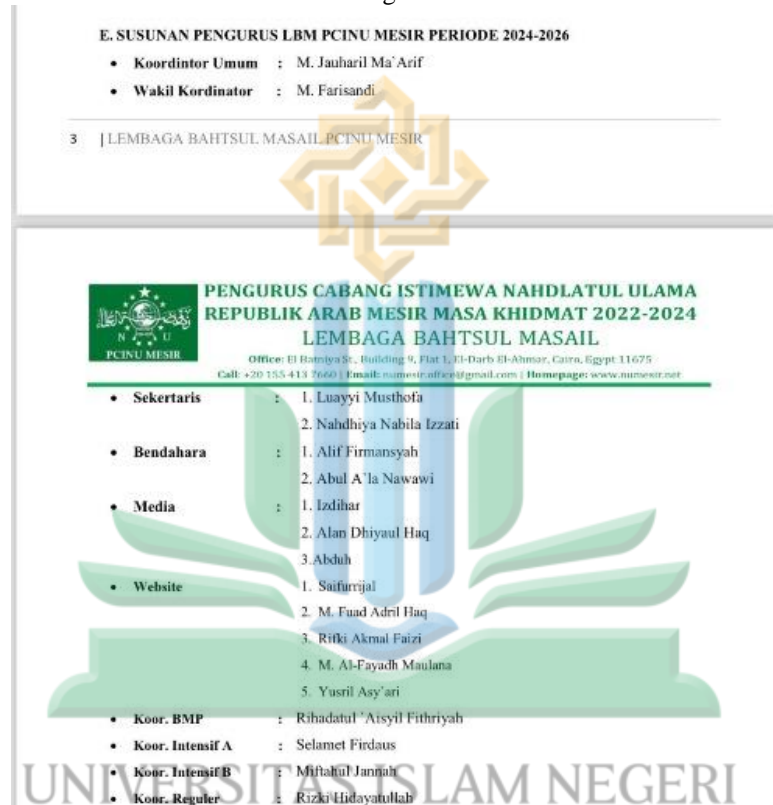 E. SUSUNAN PENGURUS LBM PCINU MESIR PERIODE 2024-2026
• Koordintor Umum : M. Jauharil Ma`Arif
• Wakil Kordinator : M. Farisandi
3 | LEMBAGA BAHTSUL MASAIL PCINU MESIR
N U
PCINU MESIR
PENGURUS CABANG ISTIMEWA NAHDLATUL ULAMA
REPUBLIK ARAB MESIR MASA KHIDMAT 2022-2024
LEMBAGA BAHTSUL MASAIL
Office: El Batniya St., Building 9, Flat 1, El-Darb El-Ahmar, Cairo, Egypt 11675
Call: +20 155 413 7660 | Email: numesir.office@gmail.com | Homepage: www.numesir.net
• Sekertaris : 1. Luayyi Musthofa
2. Nahdhiya Nabila Izzati
• Bendahara : 1. Alif Firmansyah
2. Abul A`la Nawawi
• Media : 1. Izdihar
2. Alan Dhiyaul Haq
3.Abduh
• Website 1. Saifurrijal
2. M. Fuad Adril Haq
3. Rifki Akmal Faizi
4. M. Al-Fayadh Maulana
5. Yusril Asy`ari
• Koor. BMP : Rihadatul `Aisyil Fithriyah
• Koor. Intensif A : Selamet Firdaus
• Koor. Intensif B : Miftahul Jannah
• Koor. Reguler : Rizki Hidayatullah
UNIVERSITAS ISLAM NEGERI